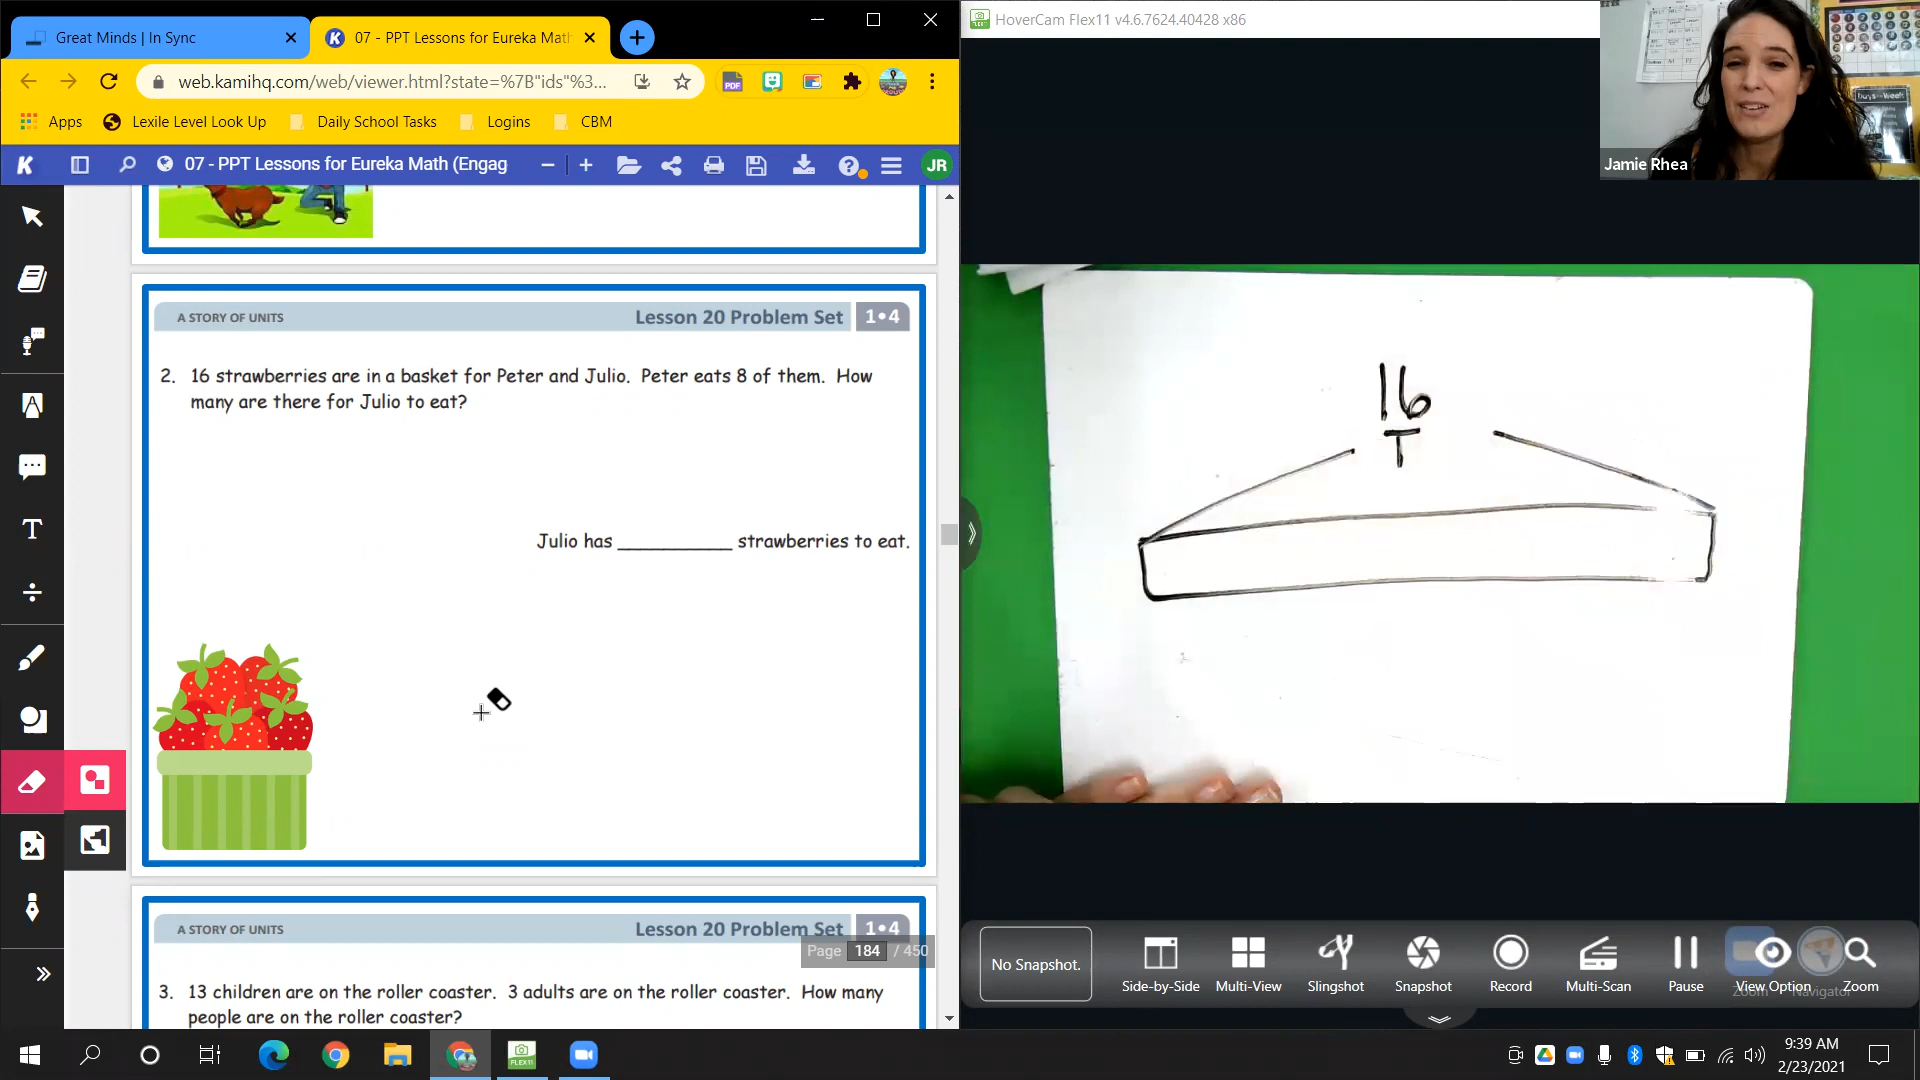 Great Minds | In Sync
07 - PPT Lessons for Eureka Math
web.kamihq.com/web/viewer.html?state=%7B"ids"%3...
Apps
Lexile Level Look Up
Daily School Tasks
Logins
CBM
K
07 - PPT Lessons for Eureka Math (Engag
JR
A STORY OF UNITS
Lesson 20 Problem Set
1•4
2. 16 strawberries are in a basket for Peter and Julio. Peter eats 8 of them. How
many are there for Julio to eat?
Julio has __________ strawberries to eat.
A STORY OF UNITS
Lesson 20 Problem Set
1•4
Page 184 / 450
3. 13 children are on the roller coaster. 3 adults are on the roller coaster. How many
people are on the roller coaster?
HoverCam Flex11 v4.6.7624.40428 x86
Jamie Rhea
16
T
No Snapshot.
Side-by-Side
Multi-View
Slingshot
Snapshot
Record
Multi-Scan
Pause
View Option
Zoom
Zoom
Navigator
FLEX11
9:39 AM
2/23/2021